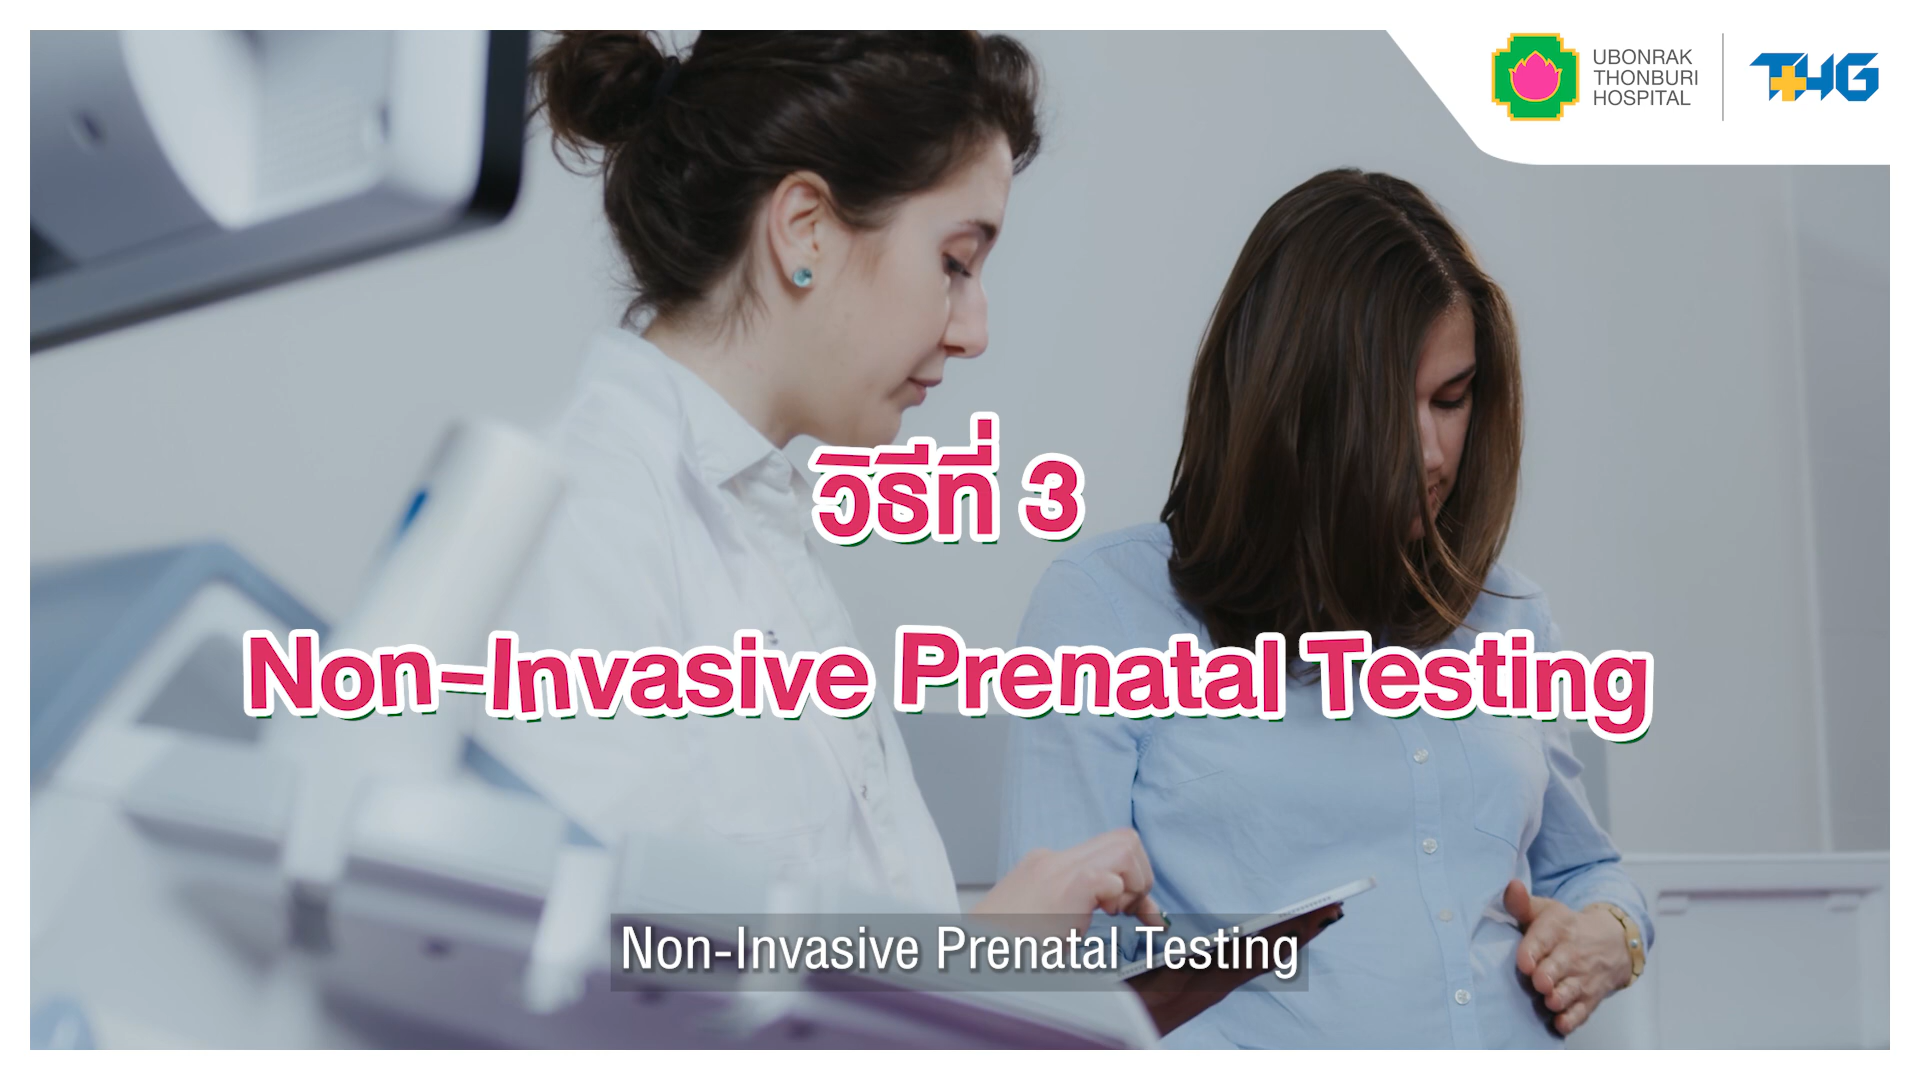 UBONRAK
THONBURI
HOSPITAL
THG
วิธีที่ 3
Non-Invasive Prenatal Testing
Non-Invasive Prenatal Testing